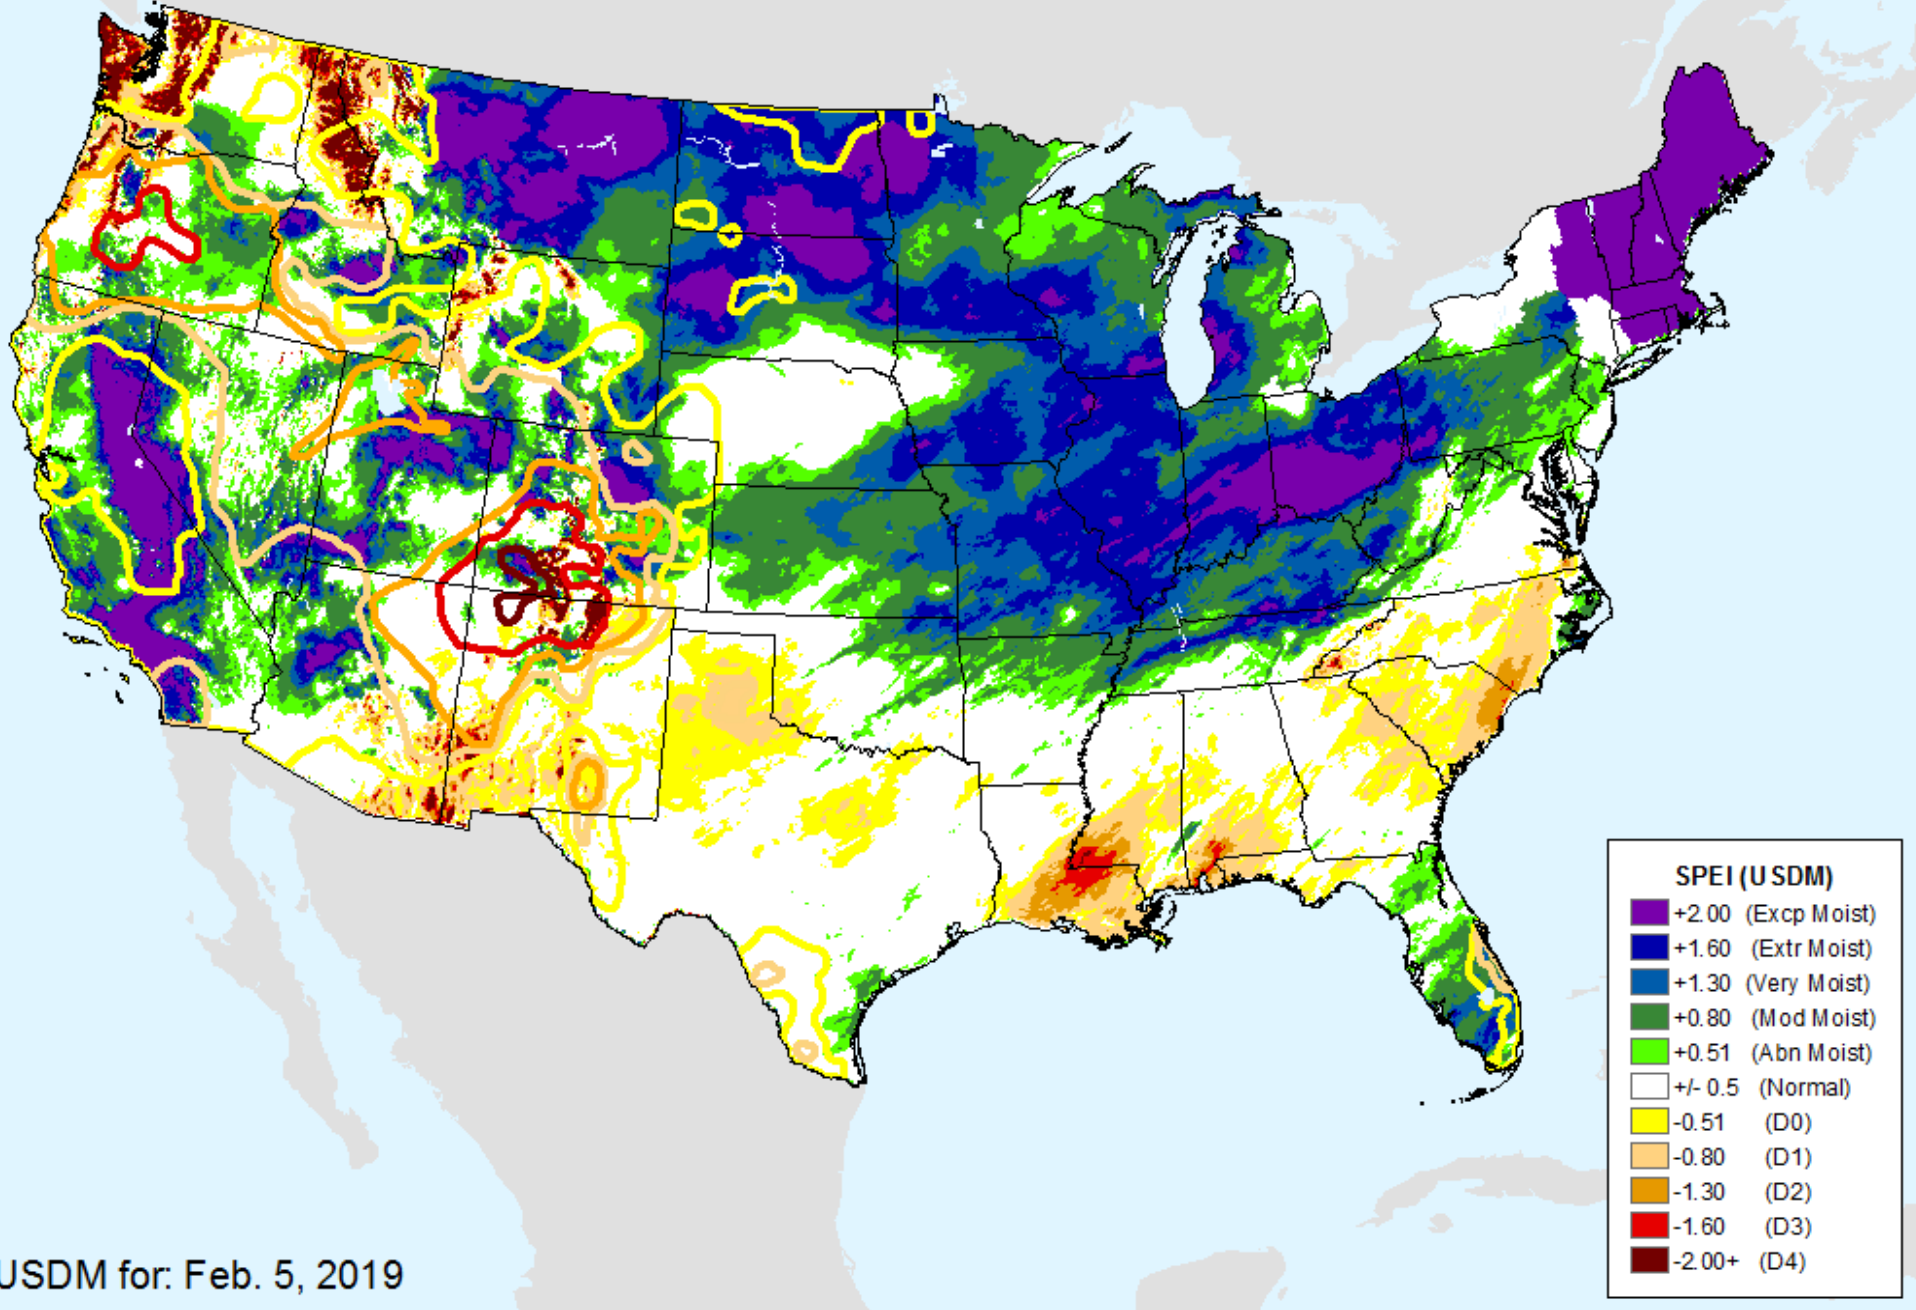 SPEI (USDM)
+2.00 (Excp Moist)
+1.60 (Extr Moist)
+1.30 (Very Moist)
+0.80 (Mod Moist)
+0.51 (Abn Moist)
+/- 0.5 (Normal)
-0.51 (D0)
-0.80 (D1)
-1.30 (D2)
-1.60 (D3)
-2.00+ (D4)
USDM for: Feb. 5, 2019